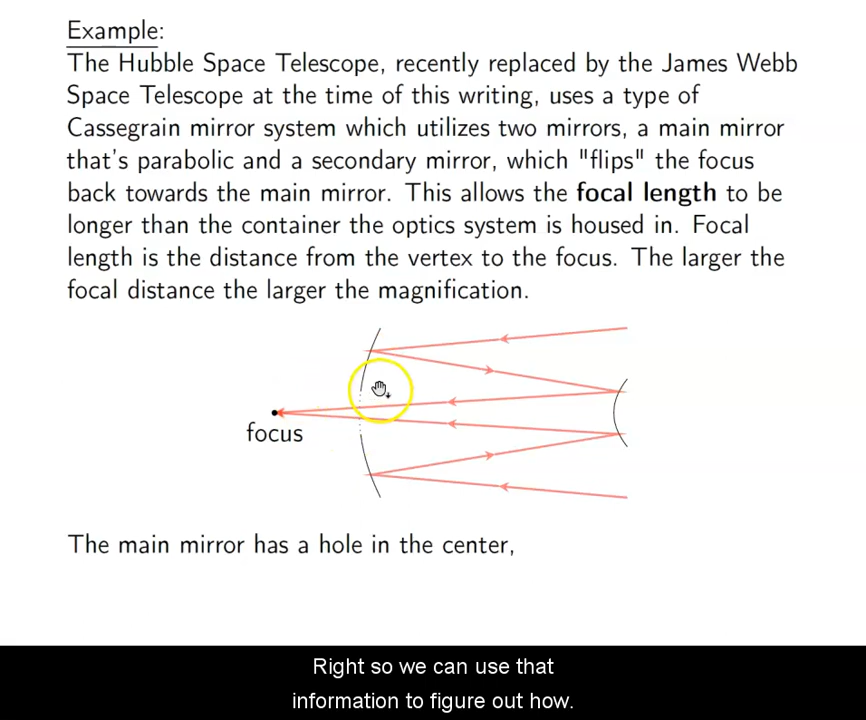 Example:
The Hubble Space Telescope, recently replaced by the James Webb
Space Telescope at the time of this writing, uses a type of
Cassegrain mirror system which utilizes two mirrors, a main mirror
that's parabolic and a secondary mirror, which "flips" the focus
back towards the main mirror. This allows the focal length to be
longer than the container the optics system is housed in. Focal
length is the distance from the vertex to the focus. The larger the
focal distance the larger the magnification.
focus
The main mirror has a hole in the center,
Right so we can use that
information to figure out how.